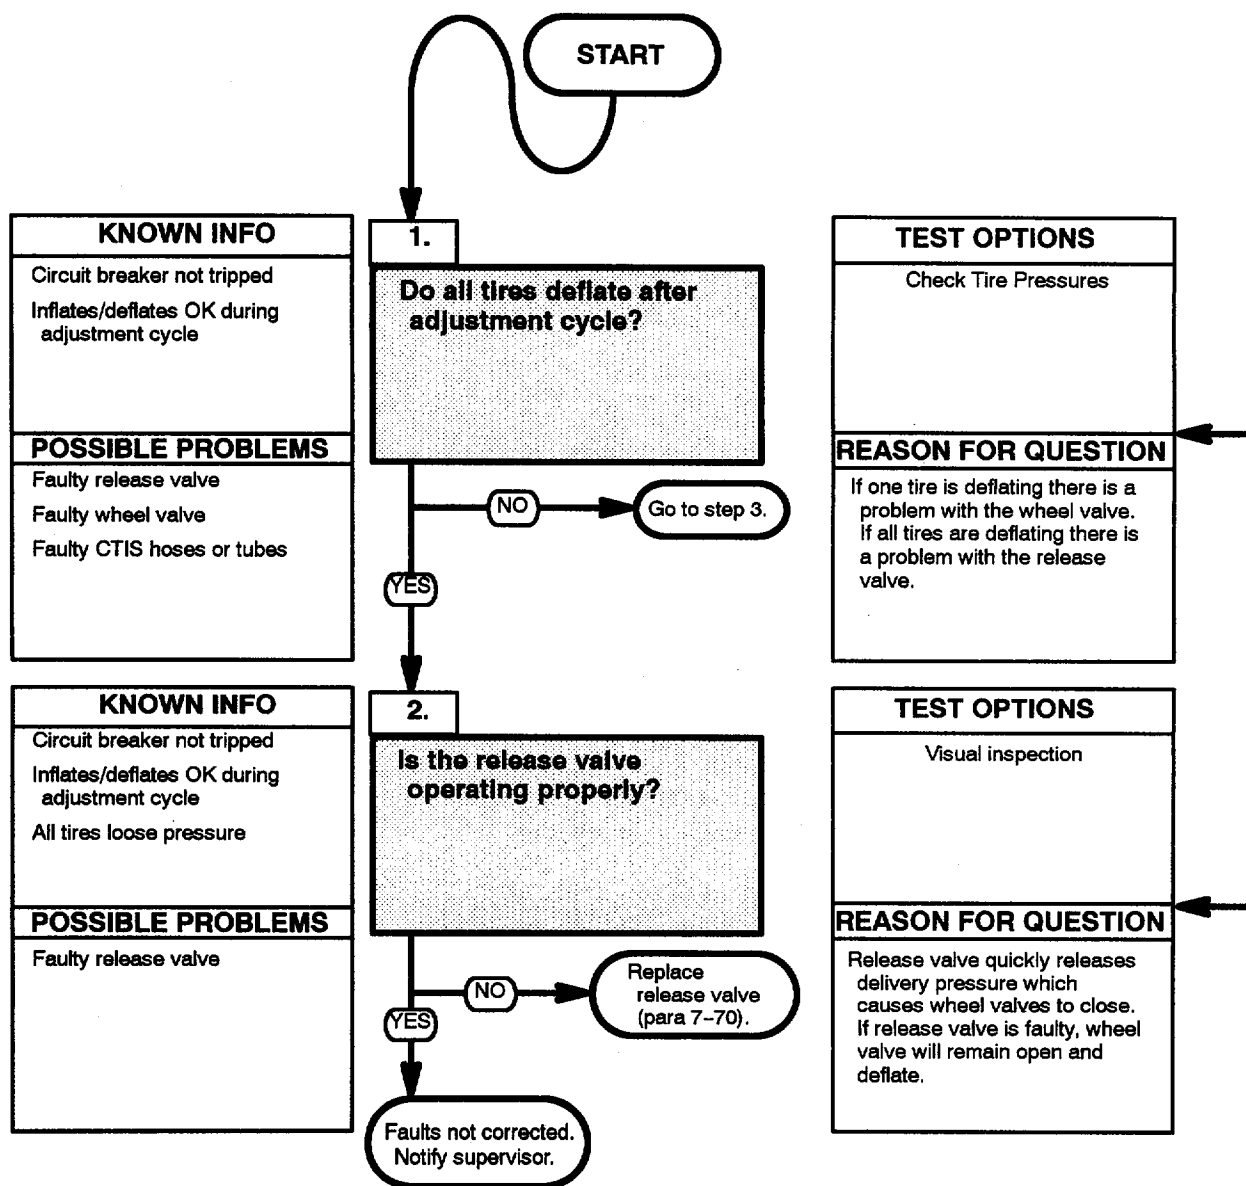 START
KNOWN INFO
Circuit breaker not tripped
Inflates/deflates OK during
adjustment cycle
POSSIBLE PROBLEMS
Faulty release valve
Faulty wheel valve
Faulty CTIS hoses or tubes
1.
Do all tires deflate after
adjustment cycle?
NO
Go to step 3.
YES
TEST OPTIONS
Check Tire Pressures
REASON FOR QUESTION
If one tire is deflating there is a
problem with the wheel valve.
If all tires are deflating there is
a problem with the release
valve.
KNOWN INFO
Circuit breaker not tripped
Inflates/deflates OK during
adjustment cycle
All tires loose pressure
POSSIBLE PROBLEMS
Faulty release valve
2.
Is the release valve
operating properly?
NO
Replace
release valve
(para 7–70).
YES
Faults not corrected.
Notify supervisor.
TEST OPTIONS
Visual inspection
REASON FOR QUESTION
Release valve quickly releases
delivery pressure which
causes wheel valves to close.
If release valve is faulty, wheel
valve will remain open and
deflate.